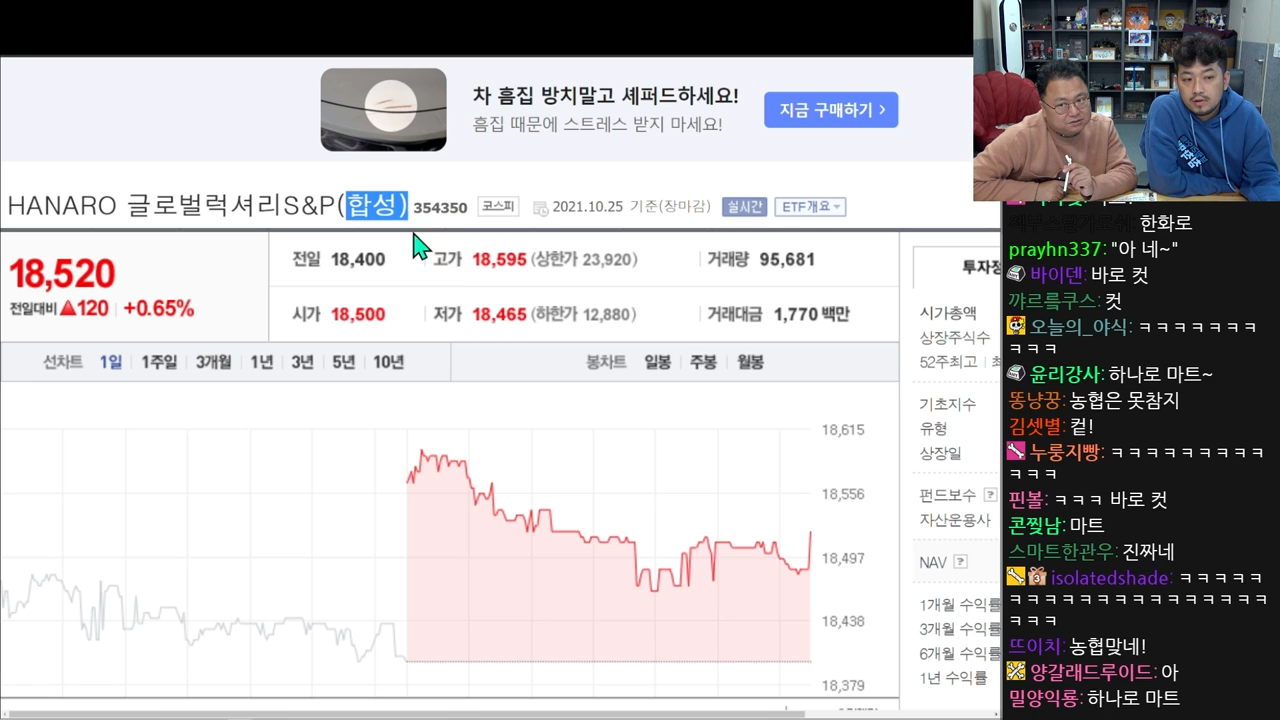 차 흠집 방치말고 셰퍼드하세요!
흠집 때문에 스트레스 받지 마세요!
지금 구매하기 >
HANARO 글로벌럭셔리S&P(합성) 354350 코스피 2021.10.25 기준(장마감) 실시간 ETF개요
18,520
전일대비 ▲120 +0.65%
전일 18,400 고가 18,595 (상한가 23,920) 거래량 95,681
시가 18,500 저가 18,465 (하한가 12,880) 거래대금 1,770 백만
선차트 1일 1주일 3개월 1년 3년 5년 10년 봉차트 일봉 주봉 월봉
18,615
18,556
18,497
18,438
18,379
시가총액
상장주식수
52주최고
기초지수
유형
상장일
펀드보수 ?
자산운용사
NAV ?
1개월 수익률
3개월 수익률
6개월 수익률
1년 수익률
한화로
prayhn337: "아 네~"
바이덴: 바로 컷
꺄르릌쿠스: 컷
오늘의_야식: ㅋㅋㅋㅋㅋㅋㅋ
ㅋㅋㅋ
윤리강사: 하나로 마트~
똥냥꿍: 농협은 못참지
김셋별: 컽!
누룽지빵: ㅋㅋㅋㅋㅋㅋㅋㅋㅋ
ㅋㅋㅋ
핀볼: ㅋㅋㅋ 바로 컷
콘찢남: 마트
스마트한관우: 진짜네
isolatedshade: ㅋㅋㅋㅋㅋ
ㅋㅋㅋㅋㅋㅋㅋㅋㅋㅋㅋㅋㅋㅋㅋ
ㅋㅋㅋ
뜨이치: 농협맞네!
양갈래드루이드: 아
밀양익룡: 하나로 마트